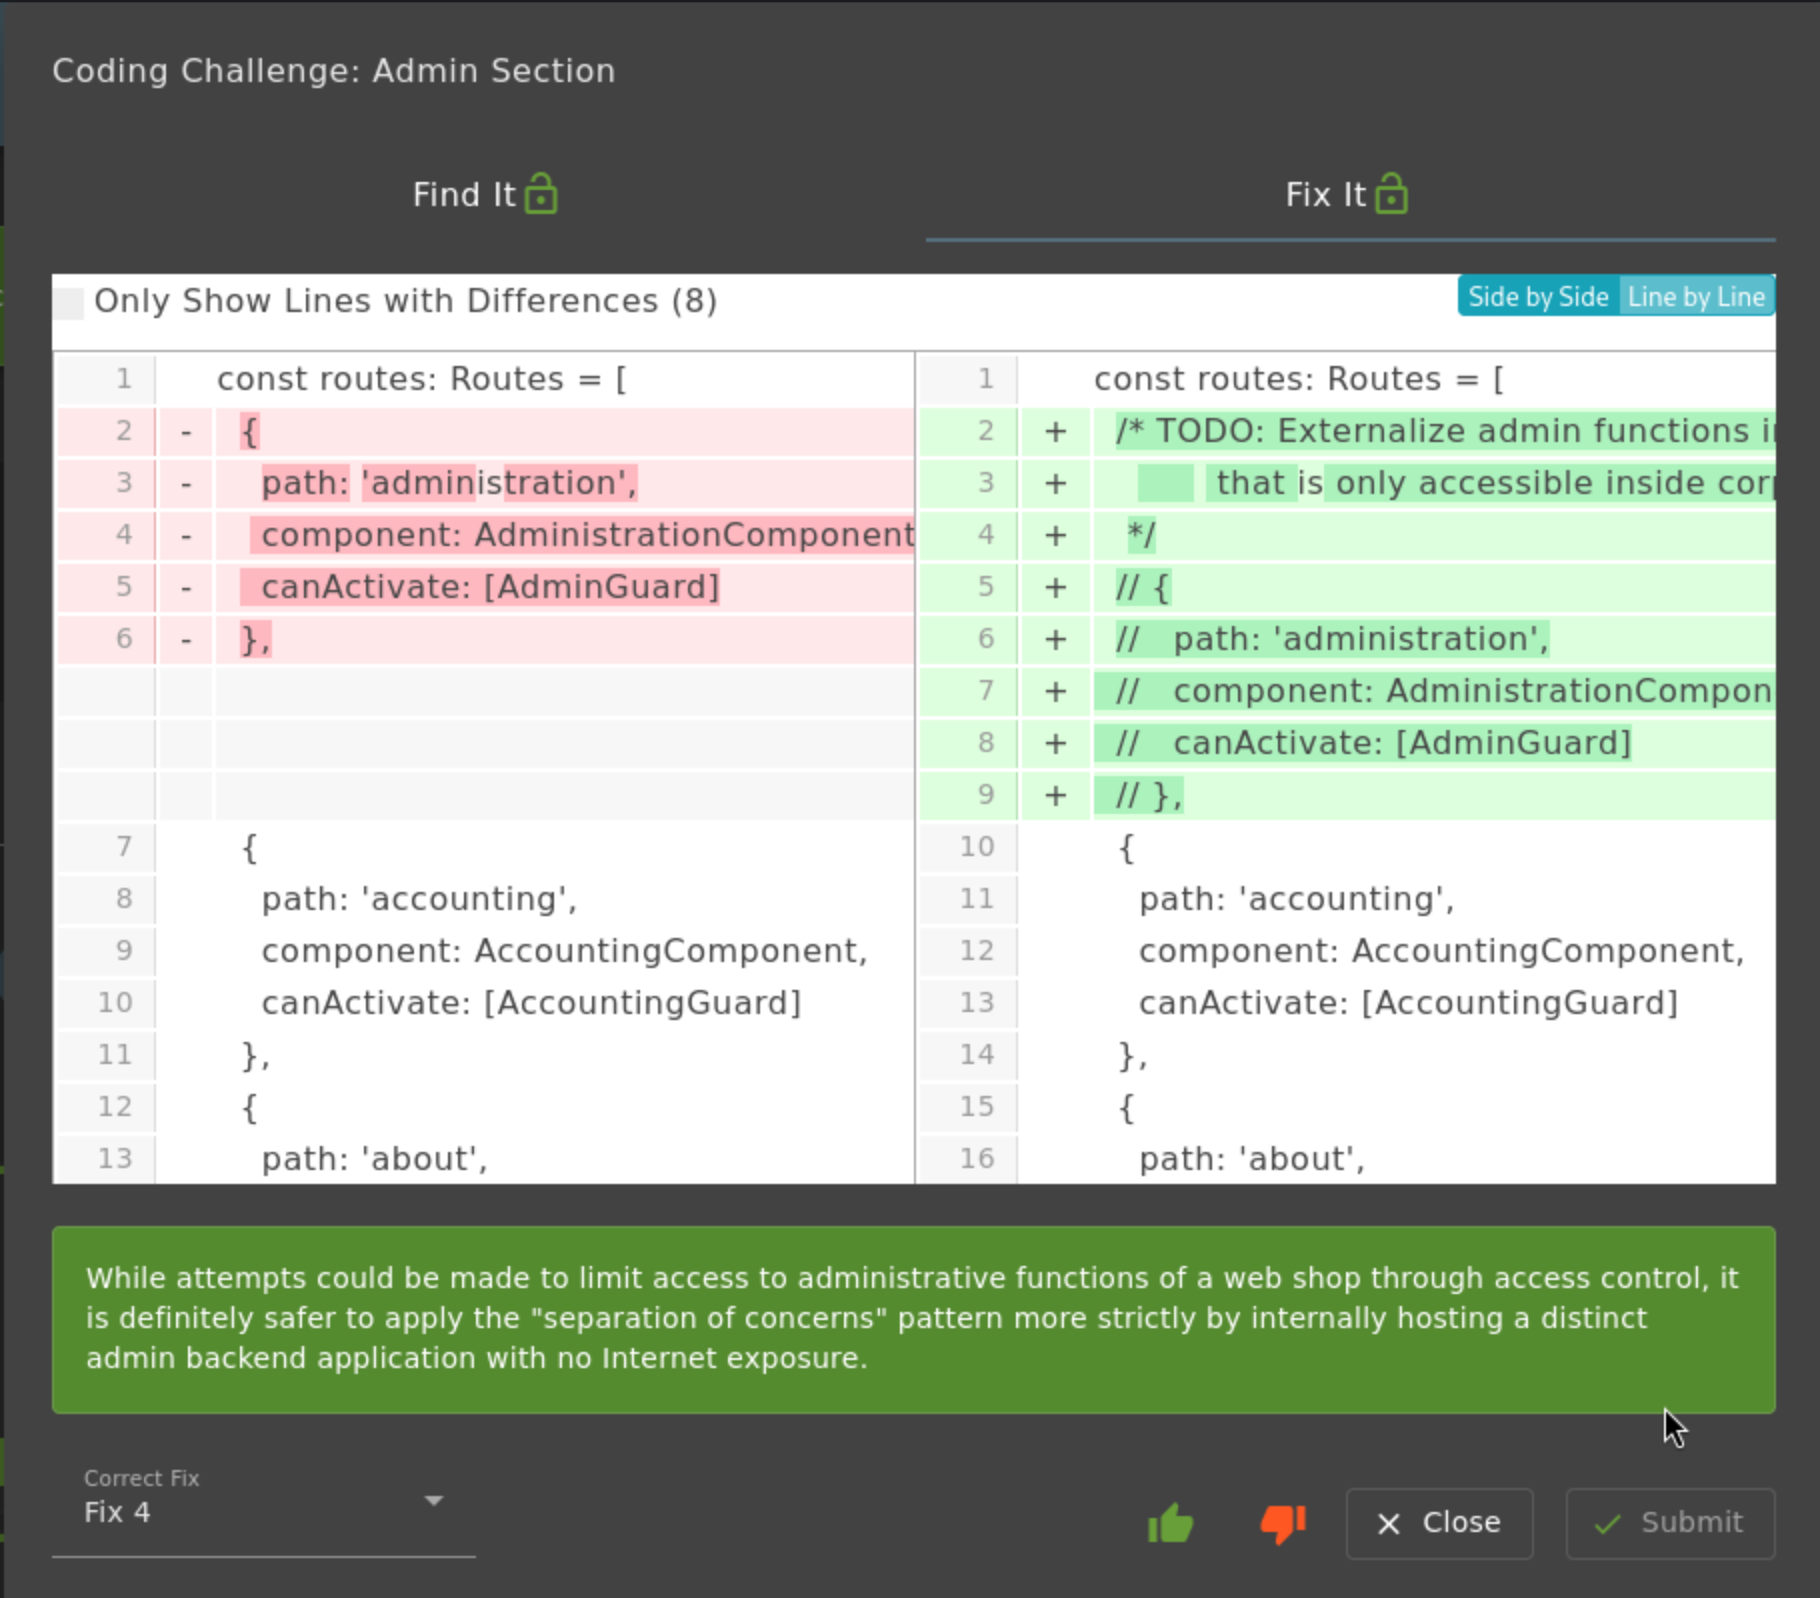 Coding Challenge: Admin Section
Find It
Fix It
Only Show Lines with Differences (8)
Side by Side Line by Line
1 const routes: Routes = [
2 - {
3 - path: 'administration',
4 - component: AdministrationComponent
5 - canActivate: [AdminGuard]
6 - },
7 {
8 path: 'accounting',
9 component: AccountingComponent,
10 canActivate: [AccountingGuard]
11 },
12 {
13 path: 'about',
1 const routes: Routes = [
2 + /* TODO: Externalize admin functions
3 + that is only accessible inside
4 + */
5 + // {
6 + // path: 'administration',
7 + // component: AdministrationCompon
8 + // canActivate: [AdminGuard]
9 + // },
10 {
11 path: 'accounting',
12 component: AccountingComponent,
13 canActivate: [AccountingGuard]
14 },
15 {
16 path: 'about',
While attempts could be made to limit access to administrative functions of a web shop through access control, it
is definitely safer to apply the "separation of concerns" pattern more strictly by internally hosting a distinct
admin backend application with no Internet exposure.
Correct Fix
Fix 4
Close
Submit